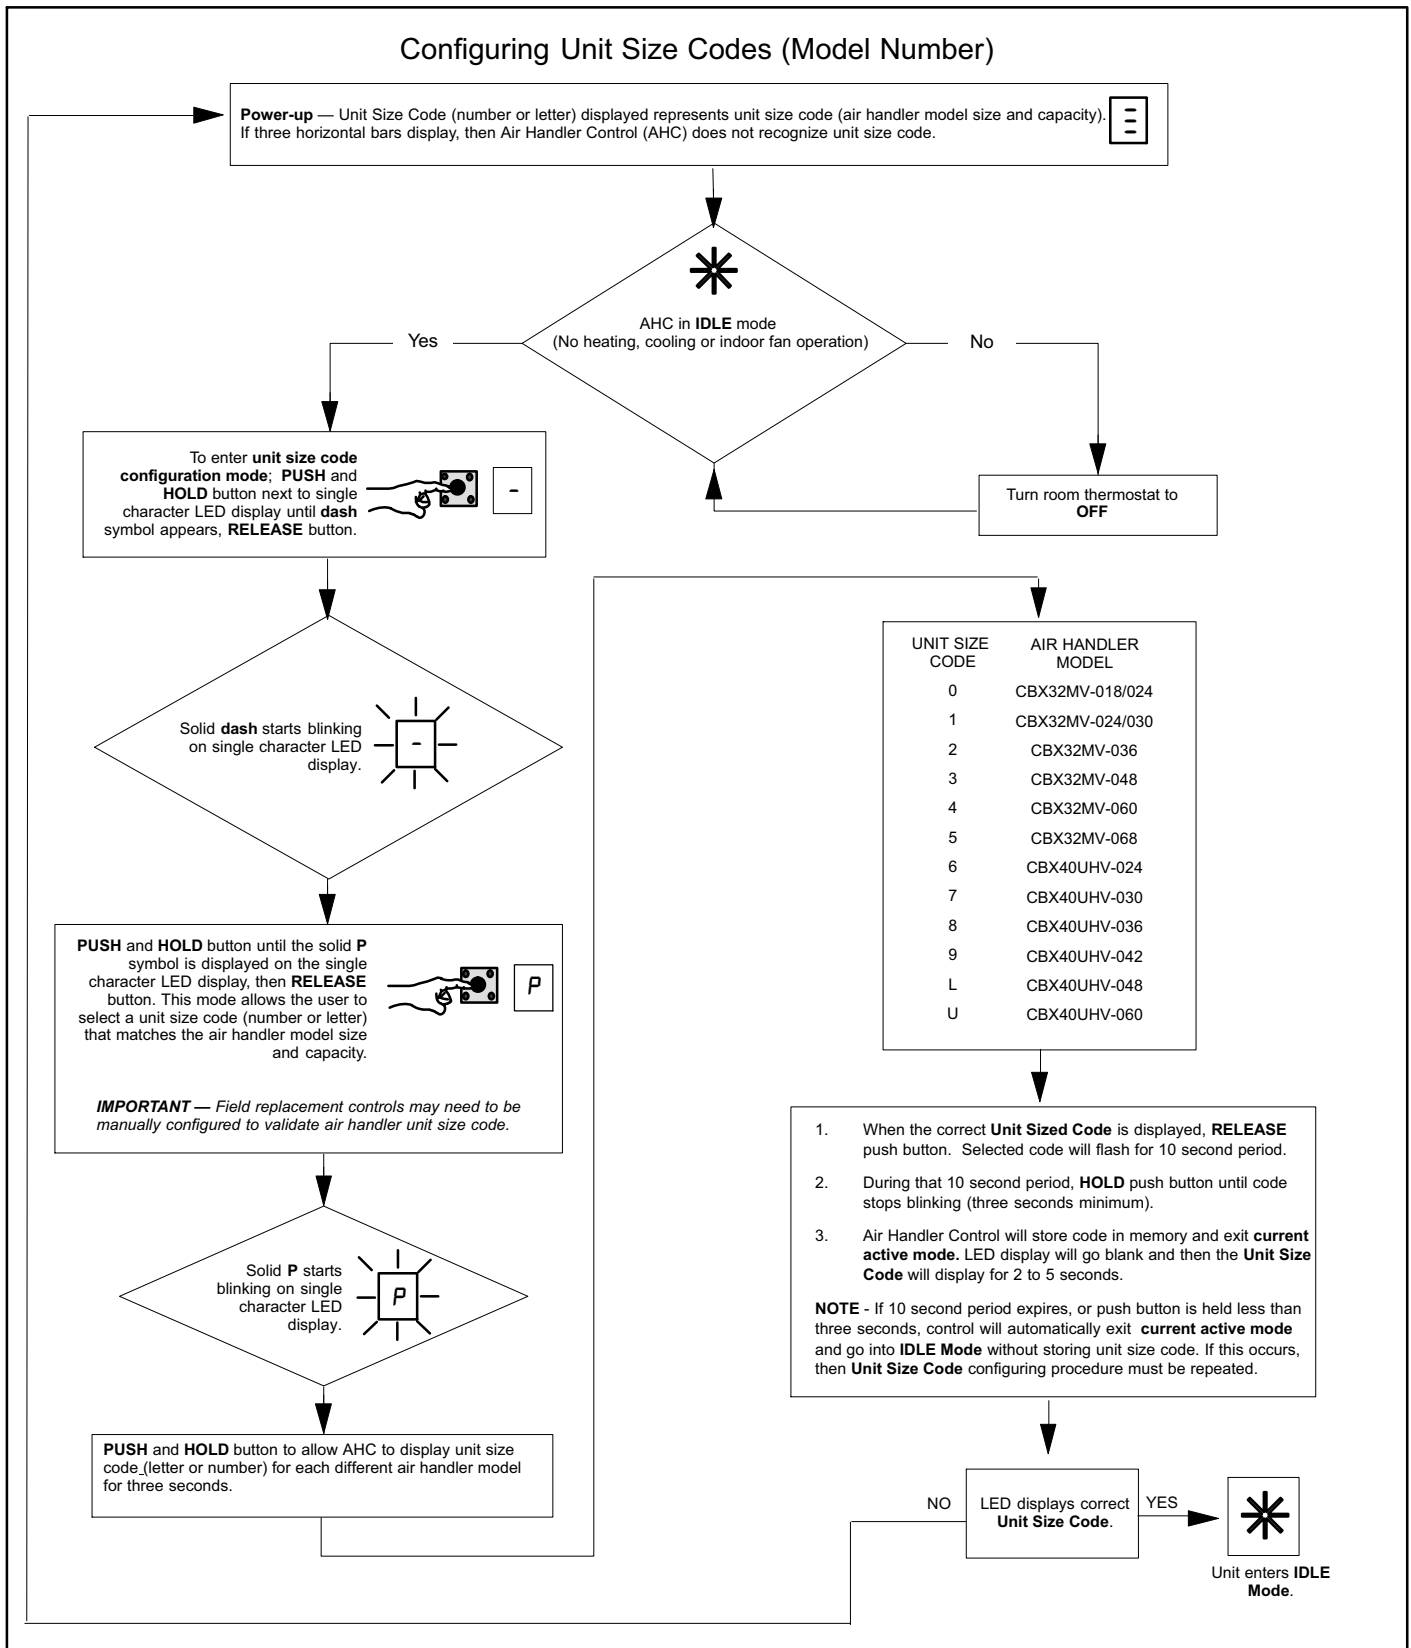 Configuring Unit Size Codes (Model Number)
Power-up — Unit Size Code (number or letter) displayed represents unit size code (air handler model size and capacity).
If three horizontal bars display, then Air Handler Control (AHC) does not recognize unit size code.
AHC in IDLE mode
(No heating, cooling or indoor fan operation)
Yes
No
To enter unit size code
configuration mode; PUSH and
HOLD button next to single
character LED display until dash
symbol appears, RELEASE button.
-
Turn room thermostat to
OFF
Solid dash starts blinking
on single character LED
display.
-
PUSH and HOLD button until the solid P
symbol is displayed on the single
character LED display, then RELEASE
button. This mode allows the user to
select a unit size code (number or letter)
that matches the air handler model size
and capacity.
P
IMPORTANT — Field replacement controls may need to be
manually configured to validate air handler unit size code.
Solid P starts
blinking on single
character LED
display.
P
PUSH and HOLD button to allow AHC to display unit size
code (letter or number) for each different air handler model
for three seconds.
UNIT SIZE CODE AIR HANDLER MODEL
0 CBX32MV-018/024
1 CBX32MV-024/030
2 CBX32MV-036
3 CBX32MV-048
4 CBX32MV-060
5 CBX32MV-068
6 CBX40UHV-024
7 CBX40UHV-030
8 CBX40UHV-036
9 CBX40UHV-042
L CBX40UHV-048
U CBX40UHV-060
1. When the correct Unit Sized Code is displayed, RELEASE
push button. Selected code will flash for 10 second period.
2. During that 10 second period, HOLD push button until code
stops blinking (three seconds minimum).
3. Air Handler Control will store code in memory and exit current
active mode. LED display will go blank and then the Unit Size
Code will display for 2 to 5 seconds.
NOTE - If 10 second period expires, or push button is held less than
three seconds, control will automatically exit current active mode
and go into IDLE Mode without storing unit size code. If this occurs,
then Unit Size Code configuring procedure must be repeated.
NO
LED displays correct
Unit Size Code.
YES
Unit enters IDLE
Mode.